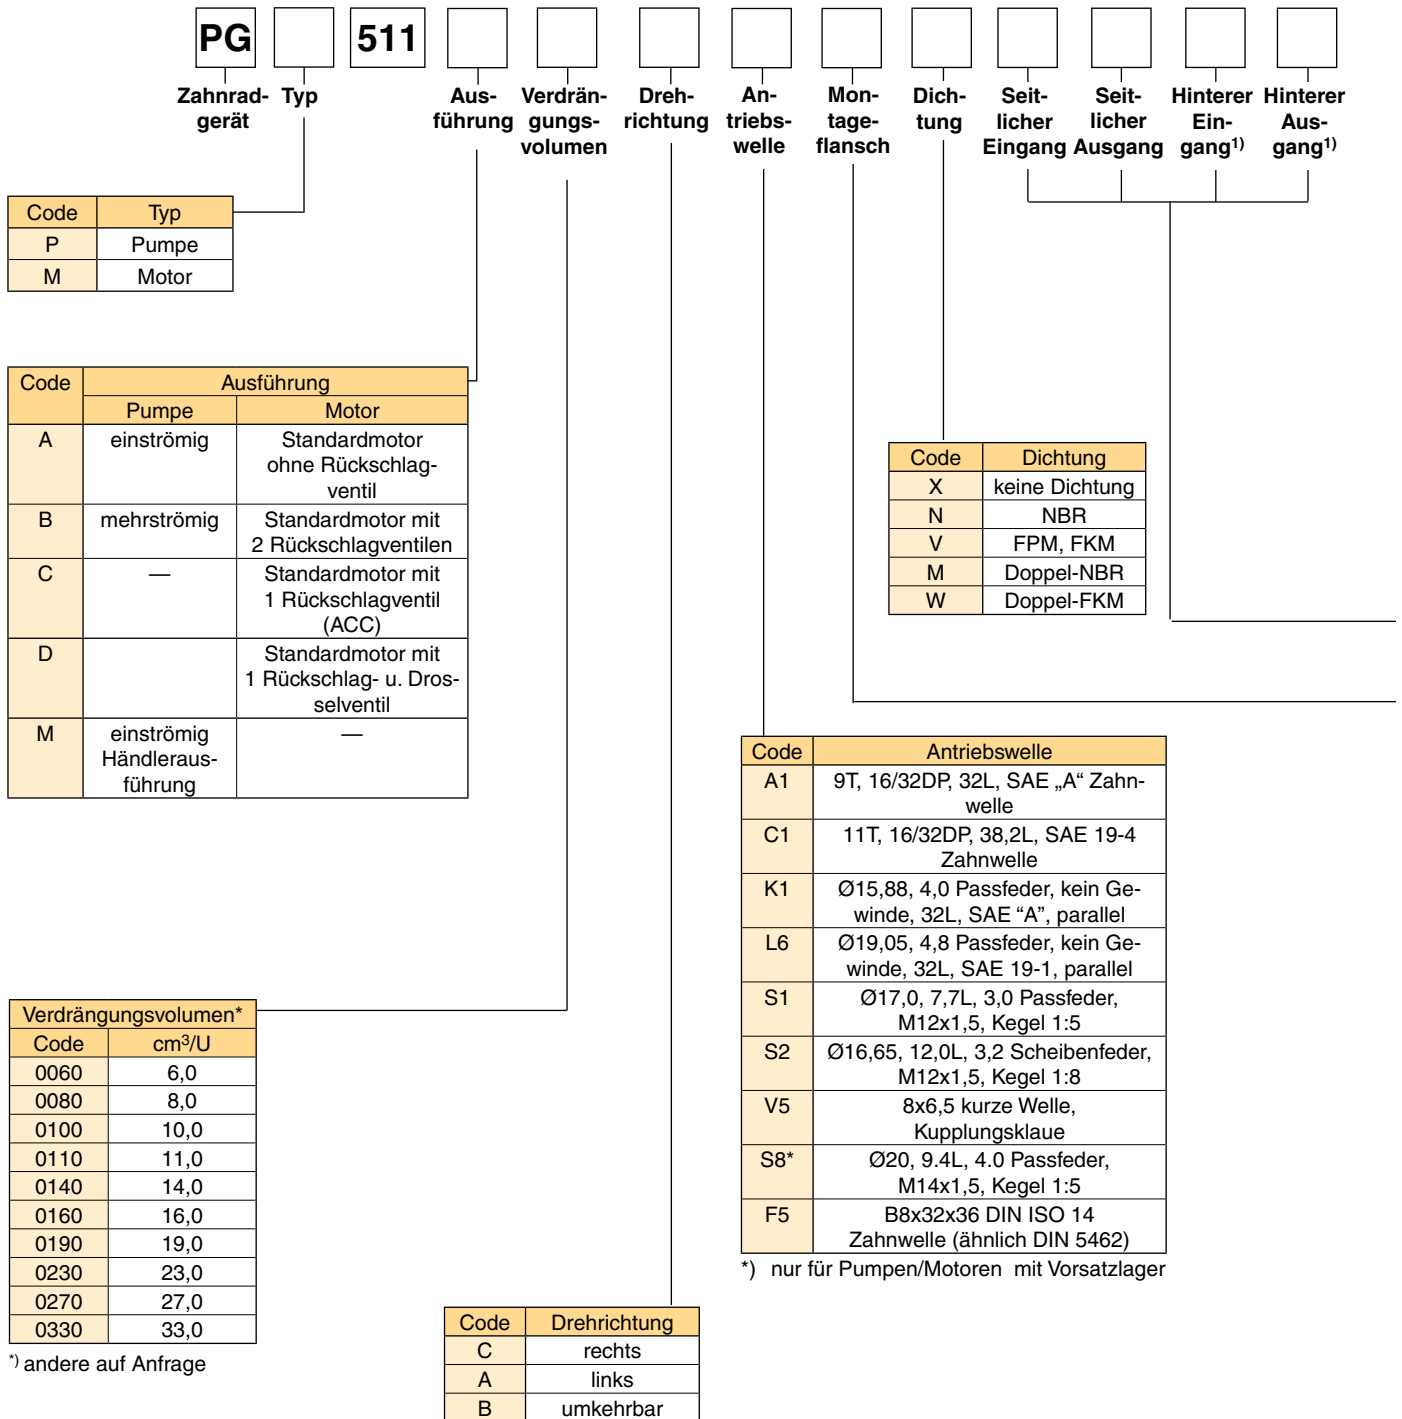 PG 511
Zahnrad-
gerät
Typ
Aus-
führung
Verdrän-
gungs-
volumen
Dreh-
richtung
An-
triebs-
welle
Mon-
tage-
flansch
Dich-
tung
Seit-
licher
Eingang
Seit-
licher
Ausgang
Hinterer
Ein-
gang1)
Hinterer
Aus-
gang1)
Code Typ
P Pumpe
M Motor
Code Ausführung
Pumpe Motor
A einströmig Standardmotor
ohne Rückschlag-
ventil
B mehrströmig Standardmotor mit
2 Rückschlagventilen
C — Standardmotor mit
1 Rückschlagventil
(ACC)
D Standardmotor mit
1 Rückschlag- u. Dros-
selventil
M einströmig —
Händleraus-
führung
Code Dichtung
X keine Dichtung
N NBR
V FPM, FKM
M Doppel-NBR
W Doppel-FKM
Code Antriebswelle
A1 9T, 16/32DP, 32L, SAE „A“ Zahn-
welle
C1 11T, 16/32DP, 38,2L, SAE 19-4
Zahnwelle
K1 Ø15,88, 4,0 Passfeder, kein Ge-
winde, 32L, SAE “A”, parallel
L6 Ø19,05, 4,8 Passfeder, kein Ge-
winde, 32L, SAE 19-1, parallel
S1 Ø17,0, 7,7L, 3,0 Passfeder,
M12x1,5, Kegel 1:5
S2 Ø16,65, 12,0L, 3,2 Scheibenfeder,
M12x1,5, Kegel 1:8
V5 8x6,5 kurze Welle,
Kupplungsklaue
S8* Ø20, 9.4L, 4.0 Passfeder,
M14x1,5, Kegel 1:5
F5 B8x32x36 DIN ISO 14
Zahnwelle (ähnlich DIN 5462)
*) nur für Pumpen/Motoren mit Vorsatzlager
Verdrängungsvolumen*
Code cm³/U
0060 6,0
0080 8,0
0100 10,0
0110 11,0
0140 14,0
0160 16,0
0190 19,0
0230 23,0
0270 27,0
0330 33,0
*) andere auf Anfrage
Code Drehrichtung
C rechts
A links
B umkehrbar